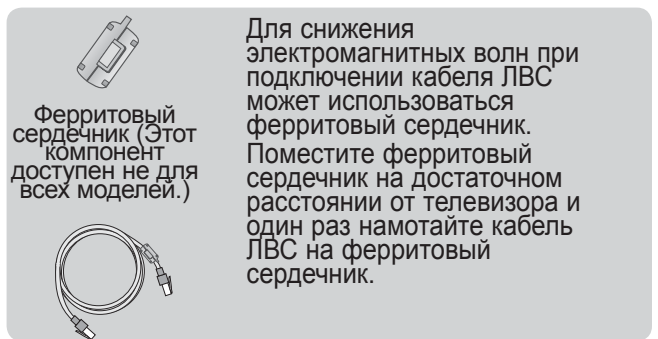 Ферритовый
сердечник (Этот
компонент
доступен не для
всех моделей.)
Для снижения
электромагнитных волн при
подключении кабеля ЛВС
может использоваться
ферритовый сердечник.
Поместите ферритовый
сердечник на достаточном
расстоянии от телевизора и
один раз намотайте кабель
ЛВС на ферритовый
сердечник.